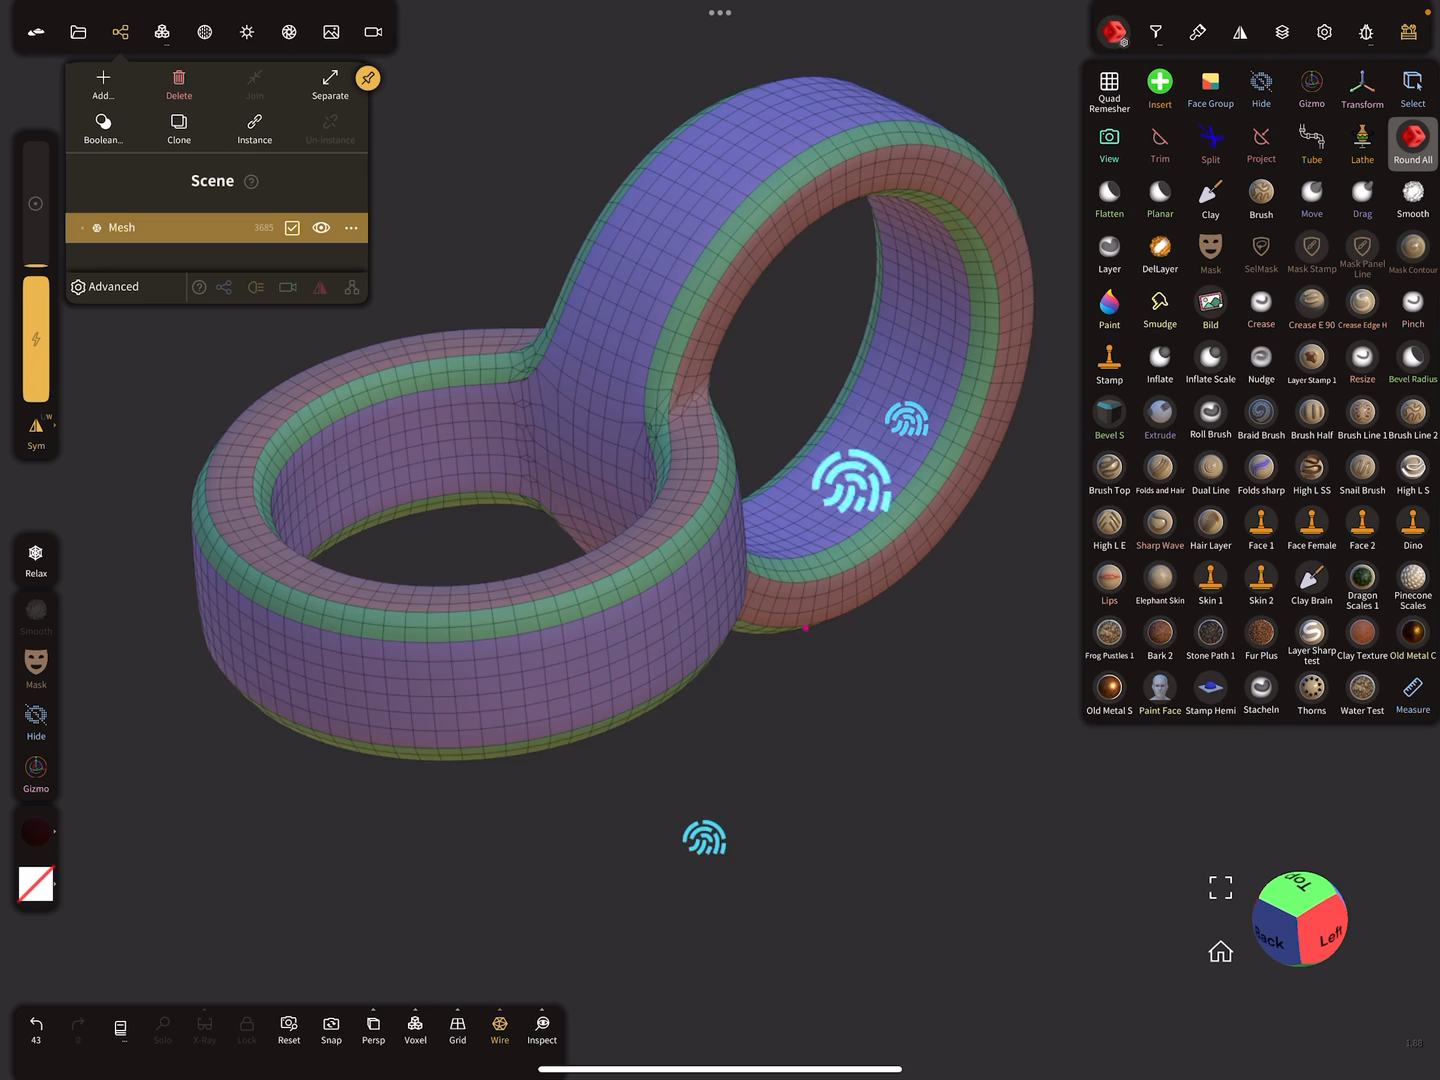 Add...
Delete
Join
Separate
Boolean...
Clone
Instance
Un-instance
Scene ?
Mesh 3685
Advanced
Sym
Relax
Smooth
Mask
Hide
Gizmo
Quad Remesher
Insert
Face Group
Hide
Gizmo
Transform
Select
View
Trim
Split
Project
Tube
Lathe
Round All
Flatten
Planar
Clay
Brush
Move
Drag
Smooth
Layer
DelLayer
Mask
SelMask
Mask Stamp
Mask Panel Line
Mask Contour
Paint
Smudge
Bild
Crease
Crease E 90
Crease Edge H
Pinch
Stamp
Inflate
Inflate Scale
Nudge
Layer Stamp 1
Resize
Bevel Radius
Bevel S
Extrude
Roll Brush
Braid Brush
Brush Half
Brush Line 1
Brush Line 2
Brush Top
Folds and Hair
Dual Line
Folds sharp
High L SS
Snail Brush
High L S
High L E
Sharp Wave
Hair Layer
Face 1
Face Female
Face 2
Dino
Lips
Elephant Skin
Skin 1
Skin 2
Clay Brain
Dragon Scales 1
Pinecone Scales
Frog Pustles 1
Bark 2
Stone Path 1
Fur Plus
Layer Sharp test
Clay Texture
Old Metal C
Old Metal S
Paint Face
Stamp Hemi
Stacheln
Thorns
Water Test
Measure
Top
Back
Left
43
2
Solo
X-Ray
Lock
Reset
Snap
Persp
Voxel
Grid
Wire
Inspect
1.88